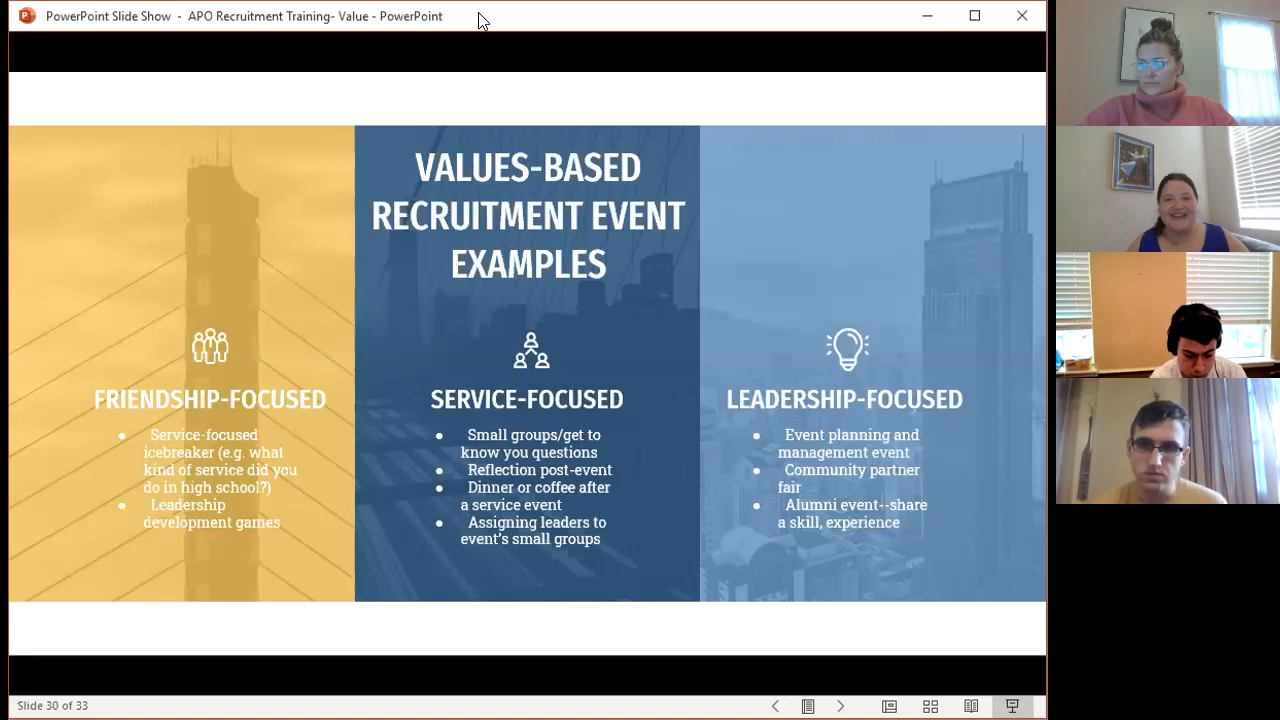 PowerPoint Slide Show - APO Recruitment Training- Value - PowerPoint
VALUES-BASED
RECRUITMENT EVENT
EXAMPLES
FRIENDSHIP-FOCUSED
● Service-focused
icebreaker (e.g. what
kind of service did you
do in high school?)
● Leadership
development games
SERVICE-FOCUSED
● Small groups/get to
know you questions
● Reflection post-event
● Dinner or coffee after
a service event
● Assigning leaders to
event's small groups
LEADERSHIP-FOCUSED
● Event planning and
management event
● Community partner
fair
● Alumni event--share
a skill, experience
Slide 30 of 33